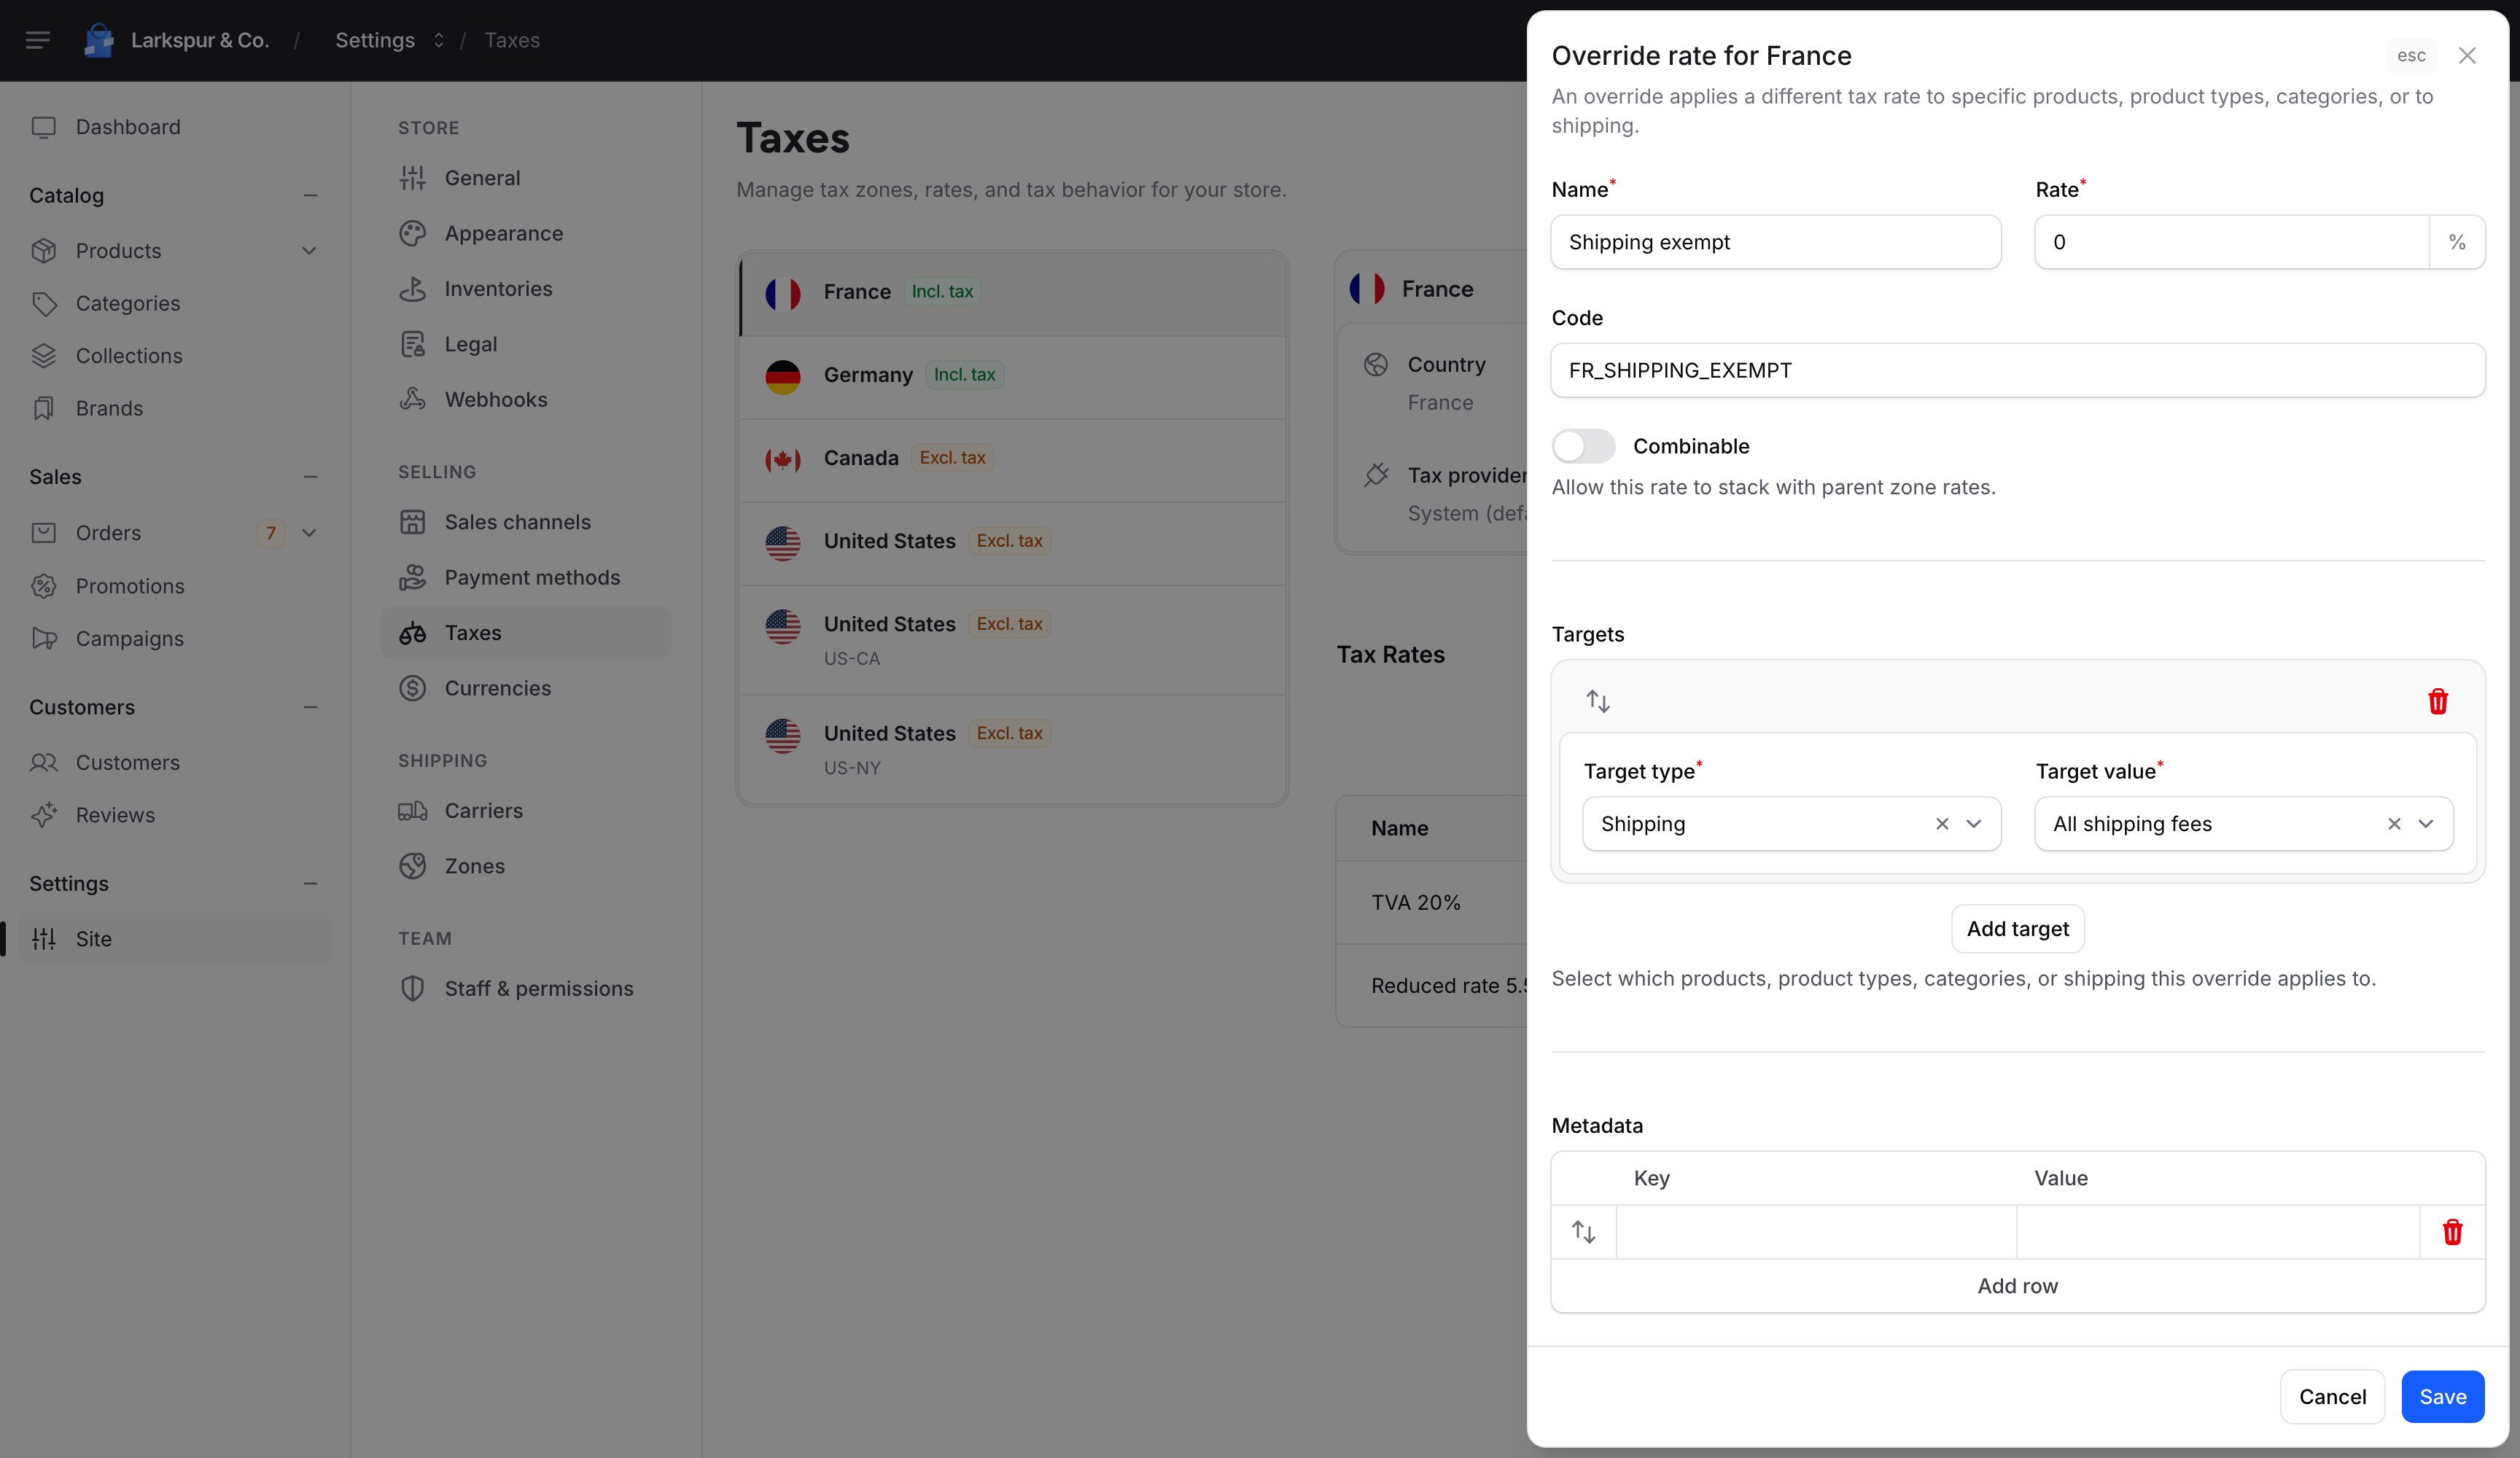 Larkspur & Co. / Settings / Taxes
Dashboard
Catalog
Products
Categories
Collections
Brands
Sales
Orders 7
Promotions
Campaigns
Customers
Customers
Reviews
Settings
Site
STORE
General
Appearance
Inventories
Legal
Webhooks
SELLING
Sales channels
Payment methods
Taxes
Currencies
SHIPPING
Carriers
Zones
TEAM
Staff & permissions
Taxes
Manage tax zones, rates, and tax behavior for your store.
France Incl. tax
Germany Incl. tax
Canada Excl. tax
United States Excl. tax
United States Excl. tax
US-CA
United States Excl. tax
US-NY
France
Country
France
Tax provider
System
Tax Rates
Name
TVA 20%
Reduced rate
Override rate for France
esc
An override applies a different tax rate to specific products, product types, categories, or to
shipping.
Name* Rate*
Shipping exempt 0 %
Code
FR_SHIPPING_EXEMPT
Combinable
Allow this rate to stack with parent zone rates.
Targets
Target type* Target value*
Shipping All shipping fees
Add target
Select which products, product types, categories, or shipping this override applies to.
Metadata
Key Value
Add row
Cancel Save